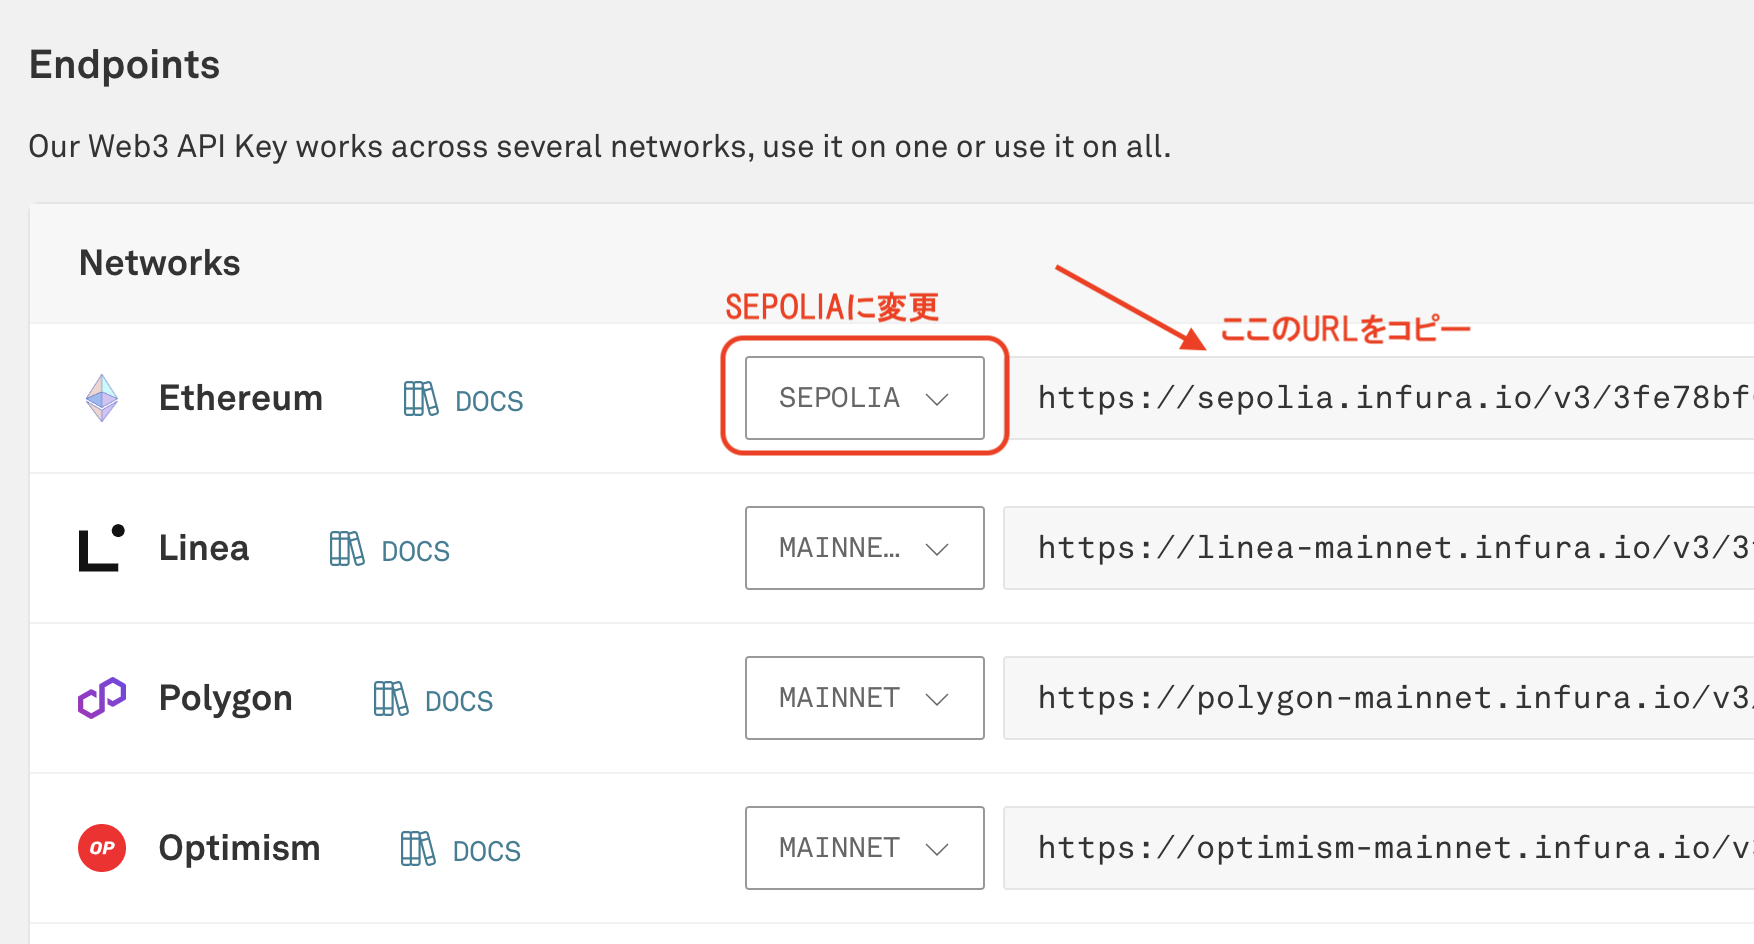 Endpoints
Our Web3 API Key works across several networks, use it on one or use it on all.
Networks
SEPOLIAに変更
ここのURLをコピー
Ethereum DOCS SEPOLIA https://sepolia.infura.io/v3/3fe78bf
Linea DOCS MAINNE… https://linea-mainnet.infura.io/v3/3
Polygon DOCS MAINNET https://polygon-mainnet.infura.io/v3/
OP Optimism DOCS MAINNET https://optimism-mainnet.infura.io/v